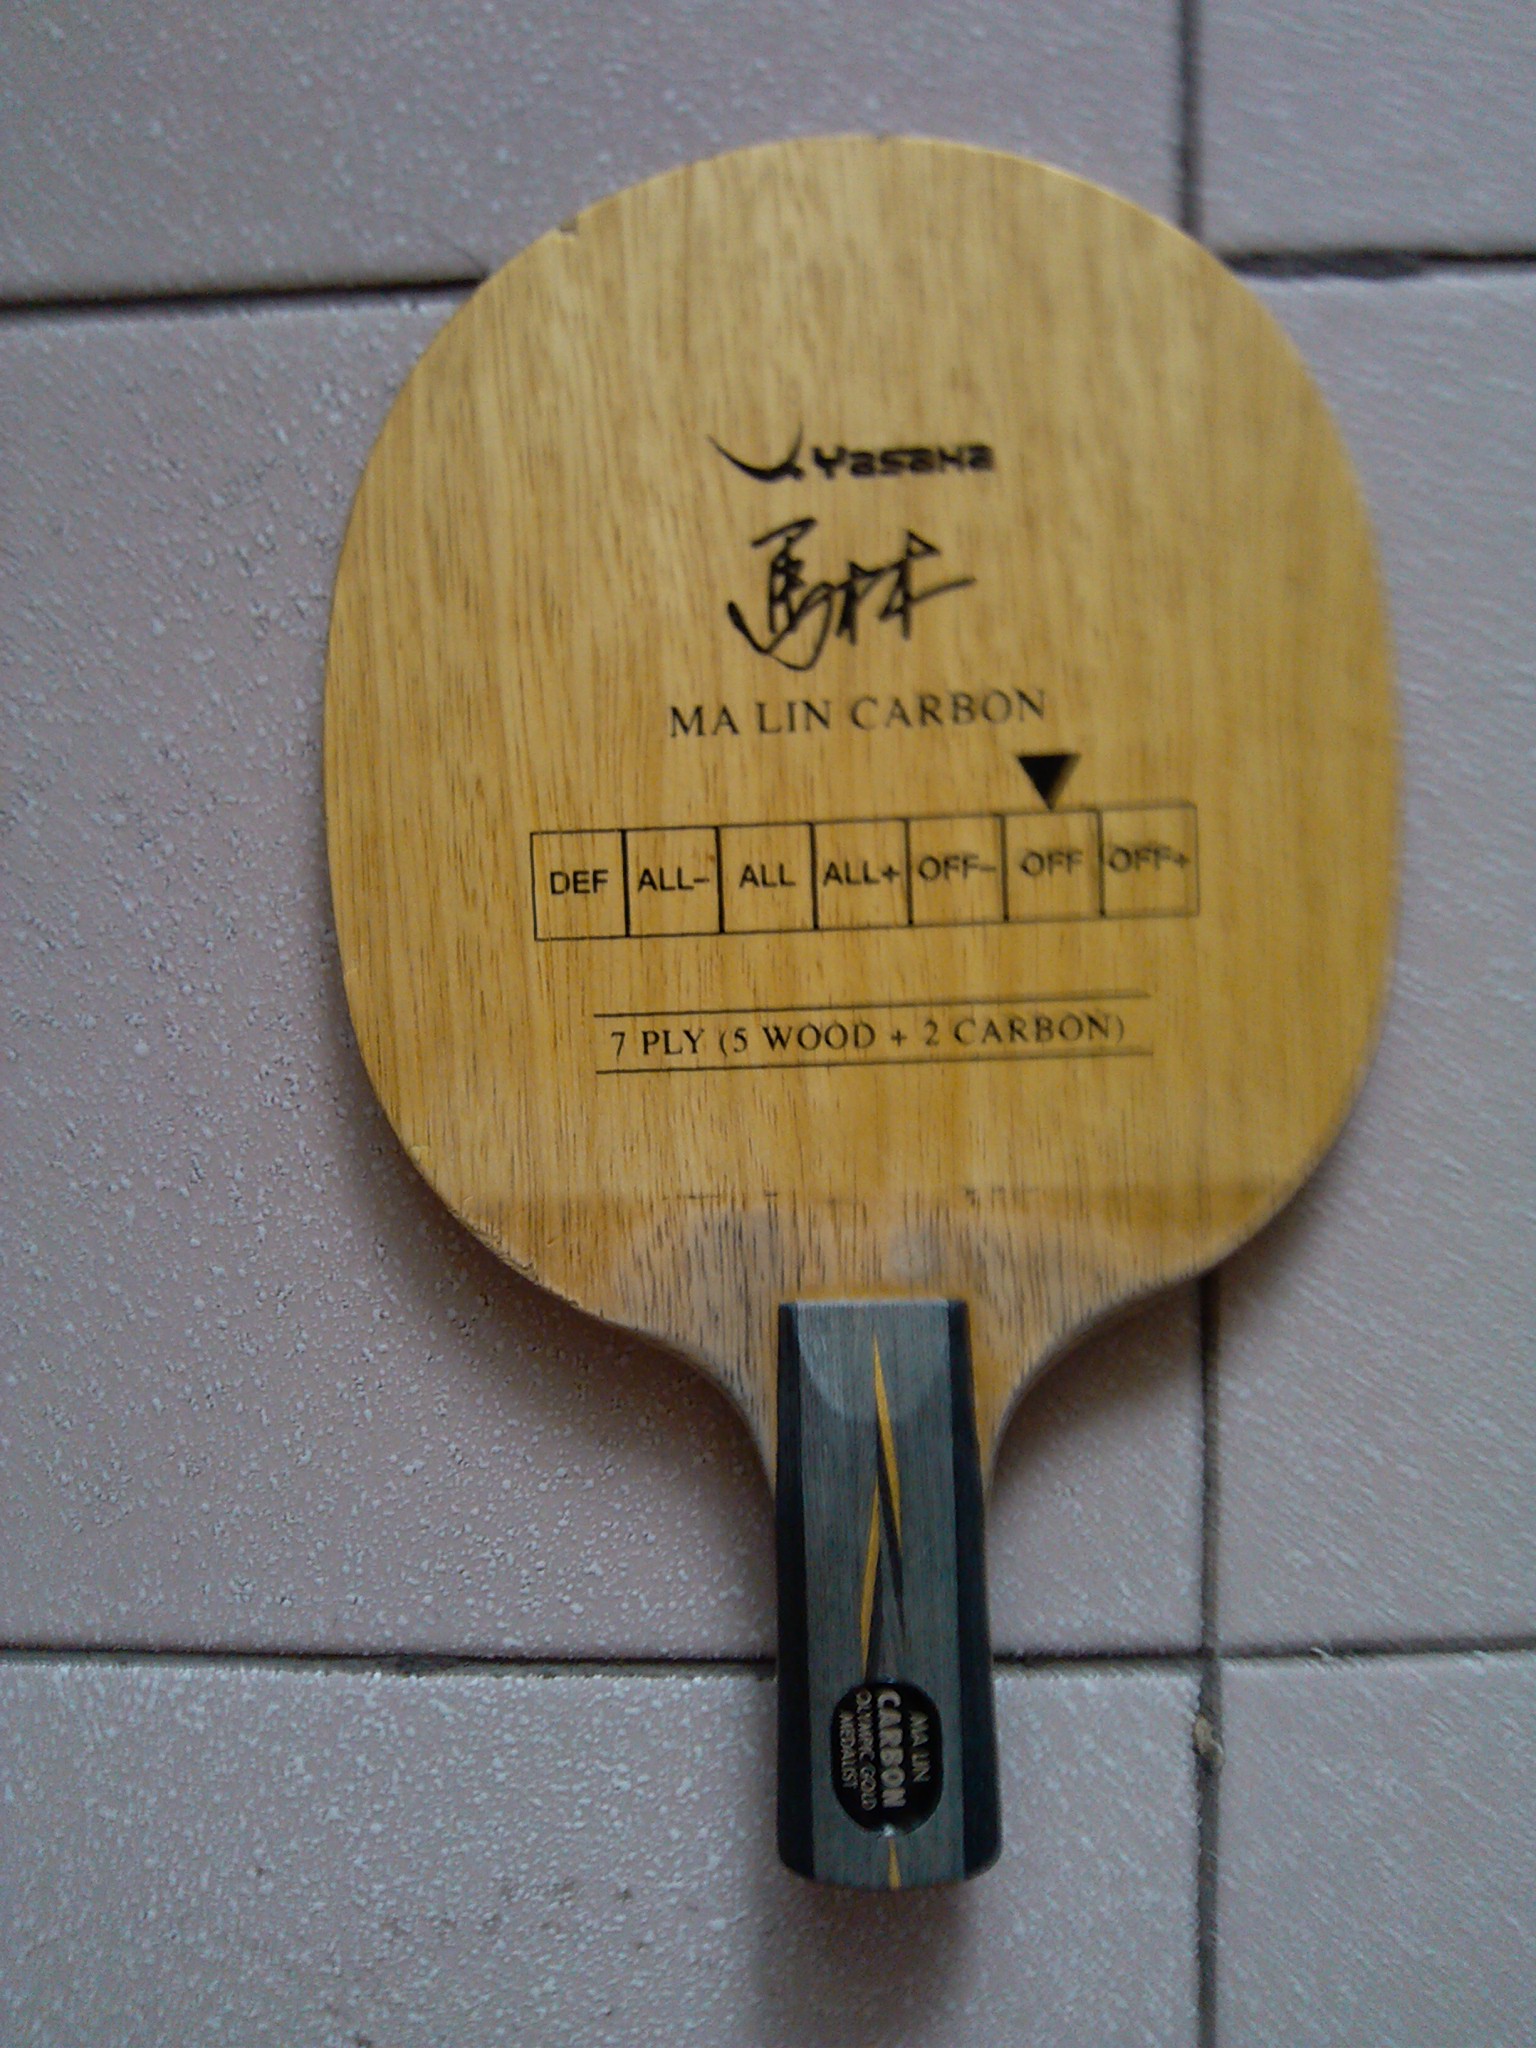 Yasaka
馬林
MA LIN CARBON
DEF ALL- ALL ALL+ OFF- OFF OFF+
7 PLY (5 WOOD + 2 CARBON)
MA LIN
CARBON
OLYMPIC GOLD
MEDALIST